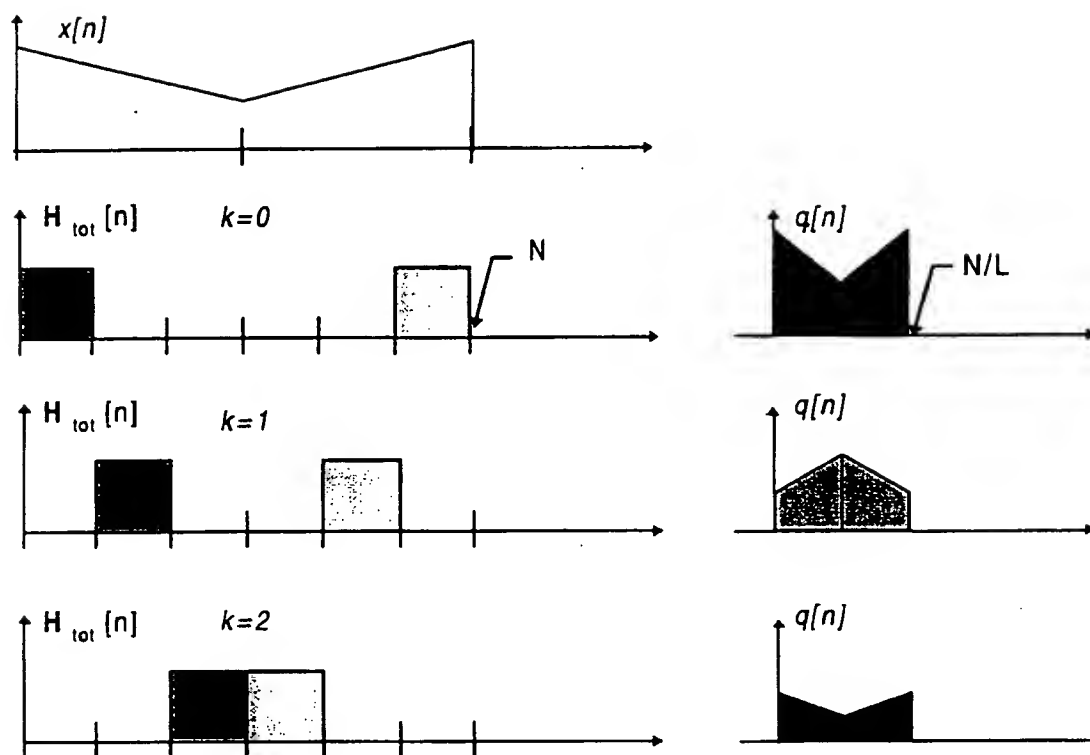 x[n]
H tot [n] k=0
N
q[n]
N/L
H tot [n] k=1
q[n]
H tot [n] k=2
q[n]